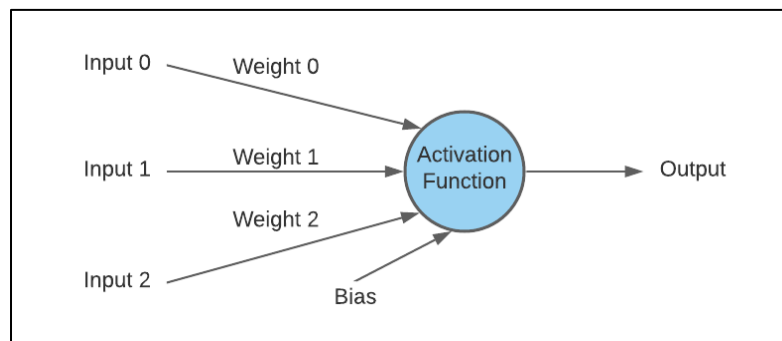 Input 0
Weight 0
Input 1
Weight 1
Activation
Function
Output
Weight 2
Input 2
Bias